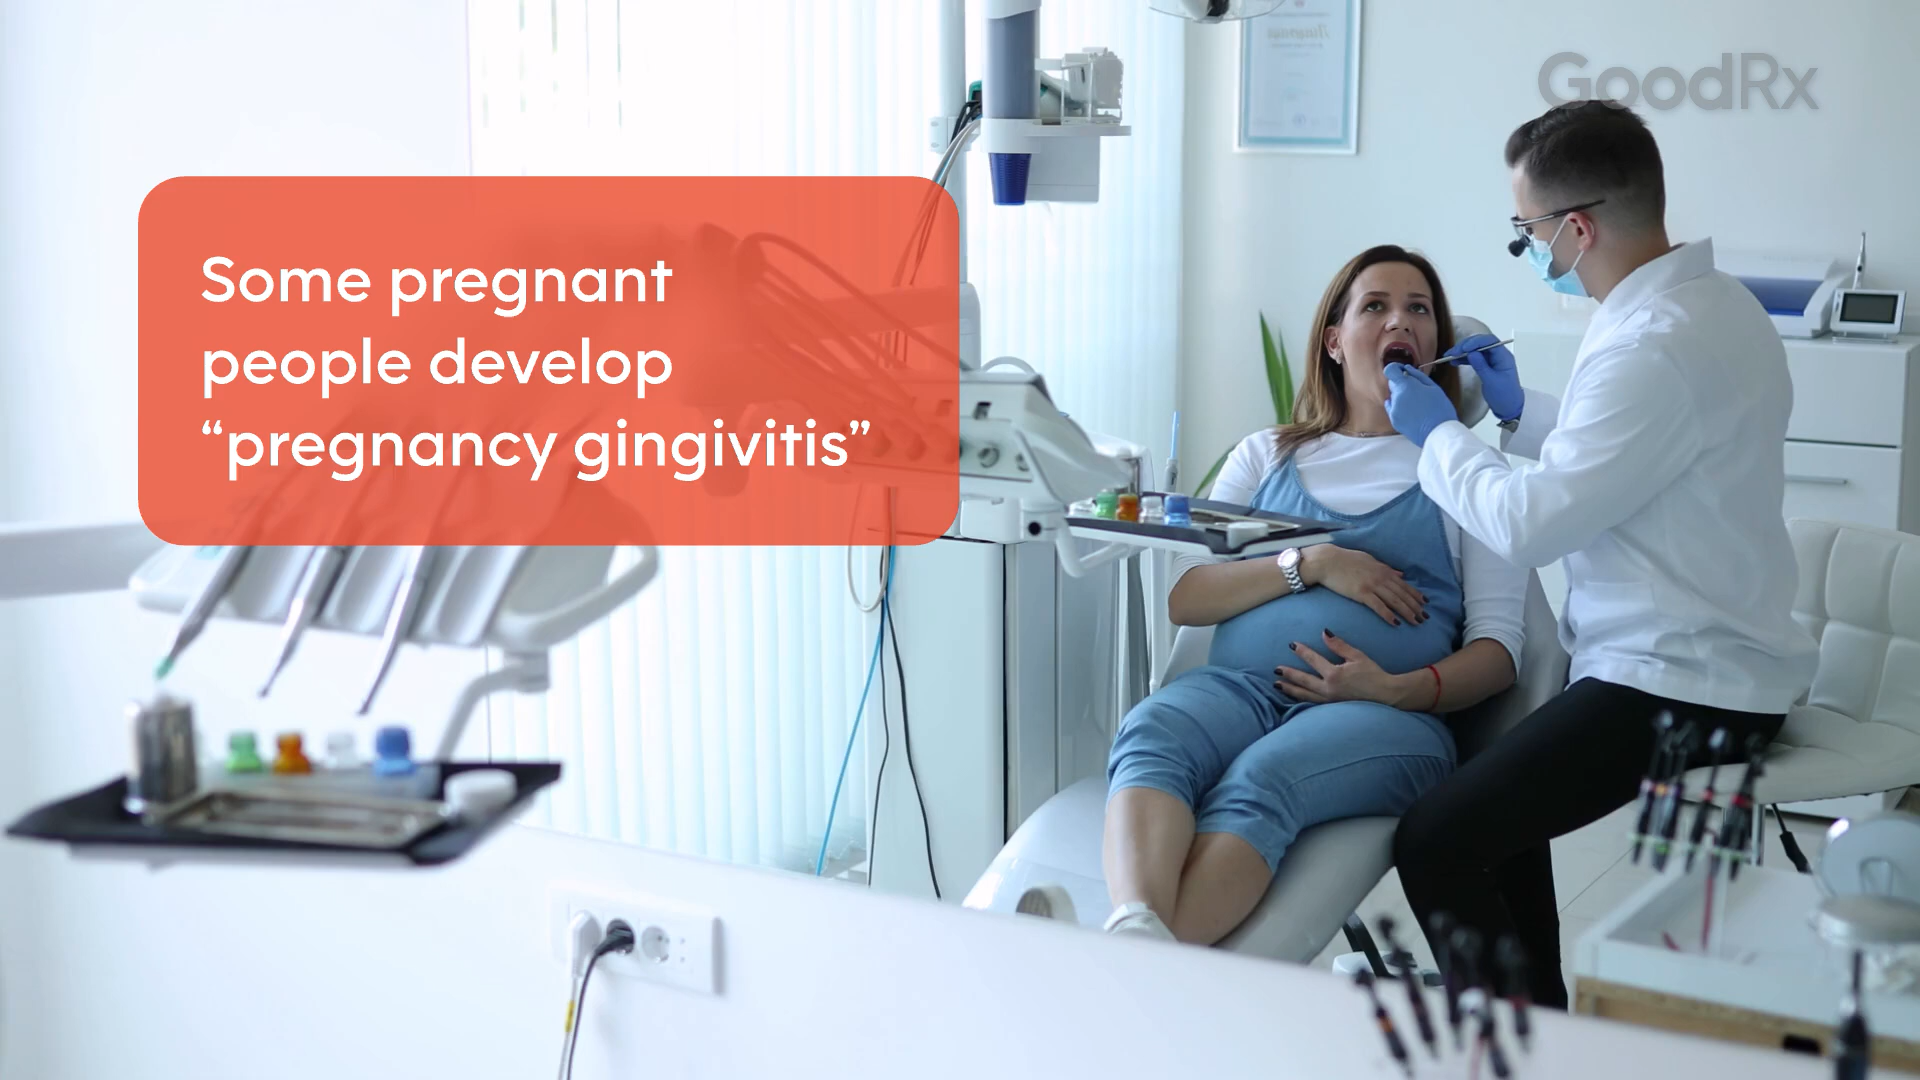 GoodRx
Some pregnant
people develop
“pregnancy gingivitis”